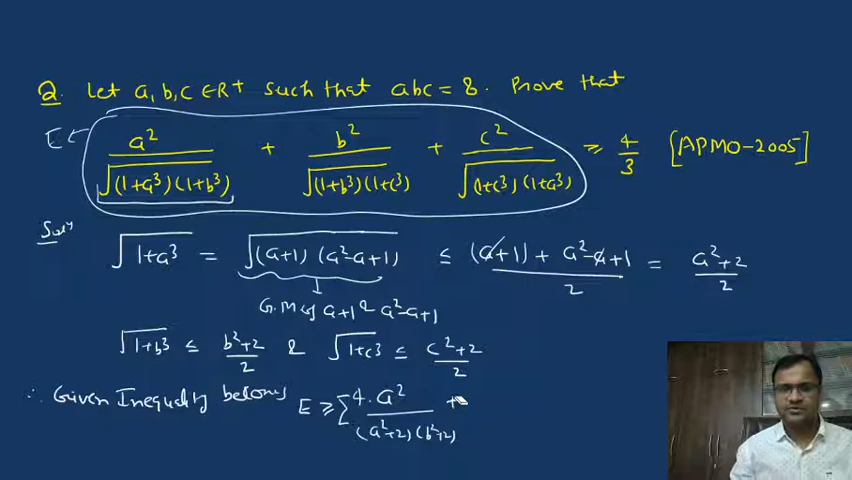 Q. Let a,b,c ∈ R⁺ such that abc = 8. Prove that
E ← a²/√((1+a³)(1+b³)) + b²/√((1+b³)(1+c³)) + c²/√((1+c³)(1+a³)) ≥ 4/3 [APMO-2005]
Solⁿ √(1+a³) = √((a+1)(a²-a+1)) ≤ ((a+1) + a²-a+1)/2 = (a²+2)/2
G.M of a+1 & a²-a+1
√(1+b³) ≤ (b²+2)/2 & √(1+c³) ≤ (c²+2)/2
∴ Given Inequality becomes E ≥ Σ 4.a²/((a²+2)(b²+2)) +